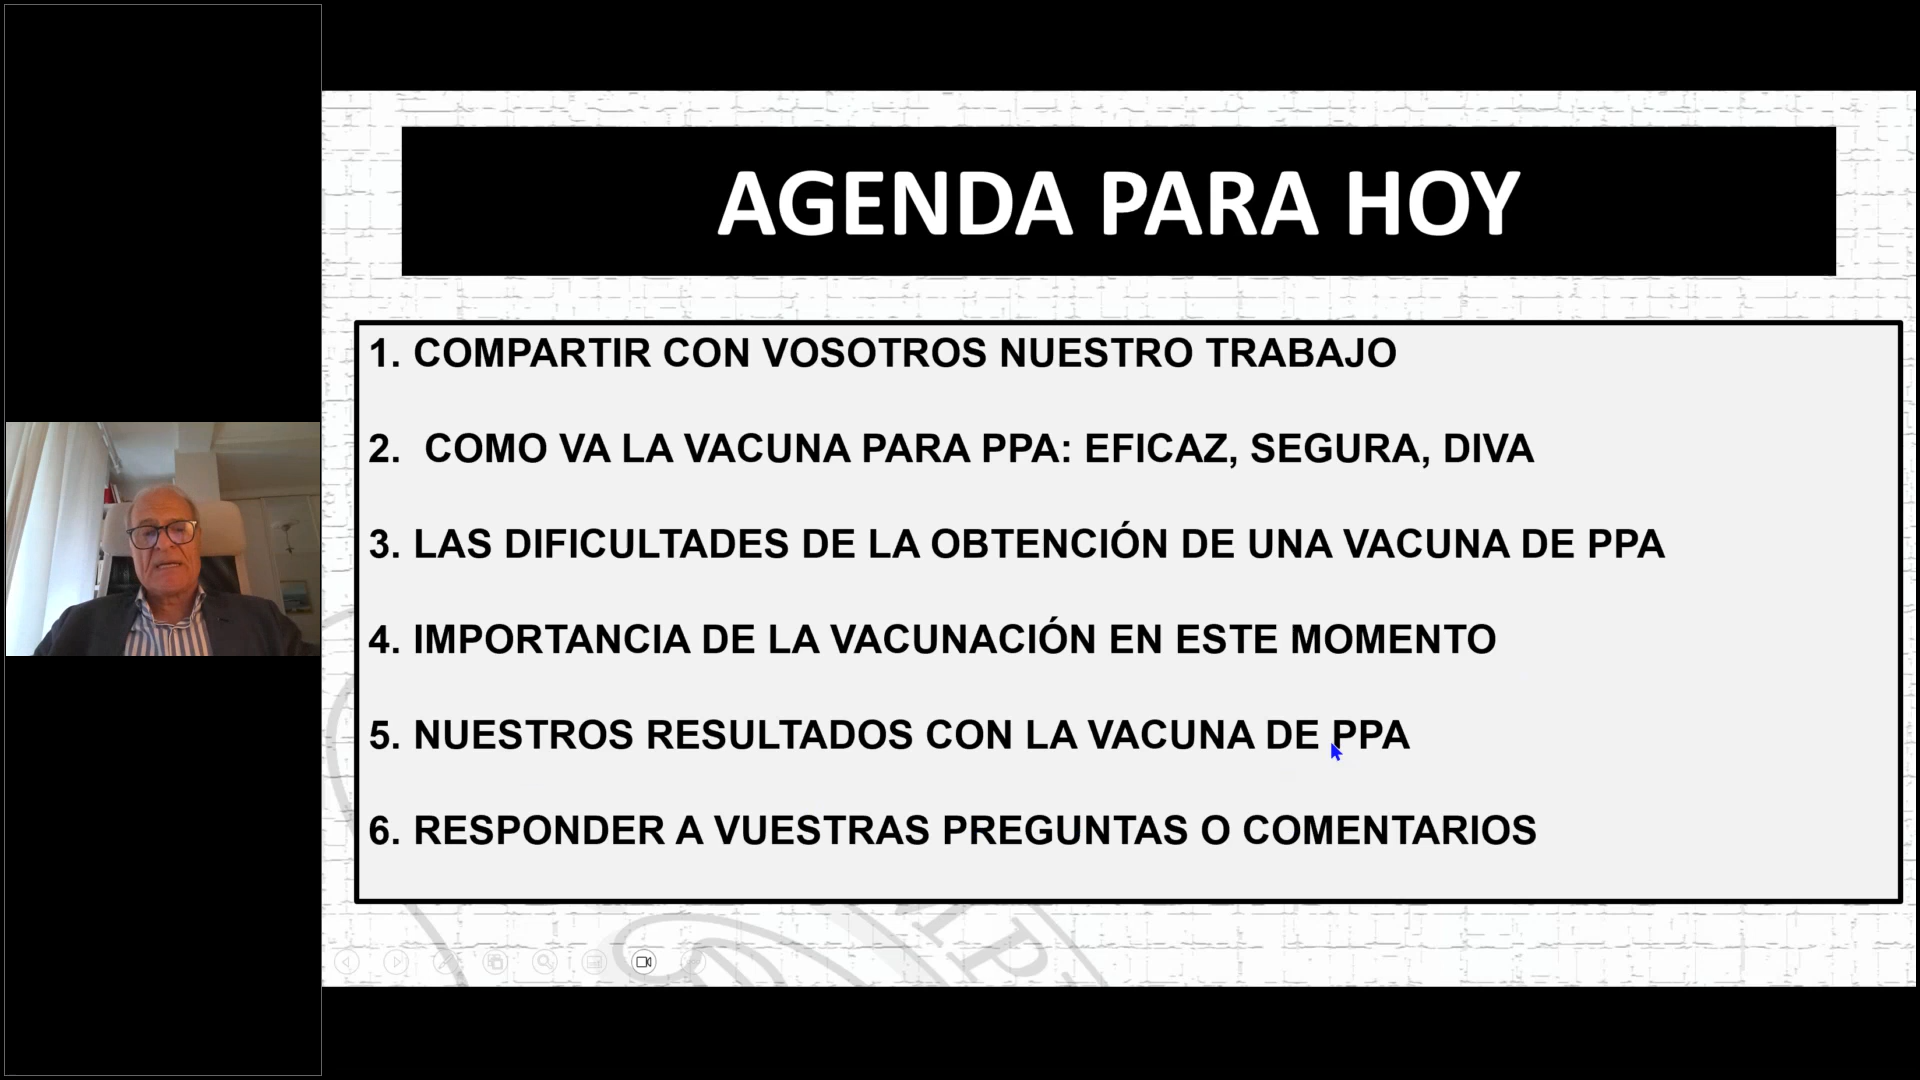 AGENDA PARA HOY
1. COMPARTIR CON VOSOTROS NUESTRO TRABAJO
2. COMO VA LA VACUNA PARA PPA: EFICAZ, SEGURA, DIVA
3. LAS DIFICULTADES DE LA OBTENCIÓN DE UNA VACUNA DE PPA
4. IMPORTANCIA DE LA VACUNACIÓN EN ESTE MOMENTO
5. NUESTROS RESULTADOS CON LA VACUNA DE PPA
6. RESPONDER A VUESTRAS PREGUNTAS O COMENTARIOS